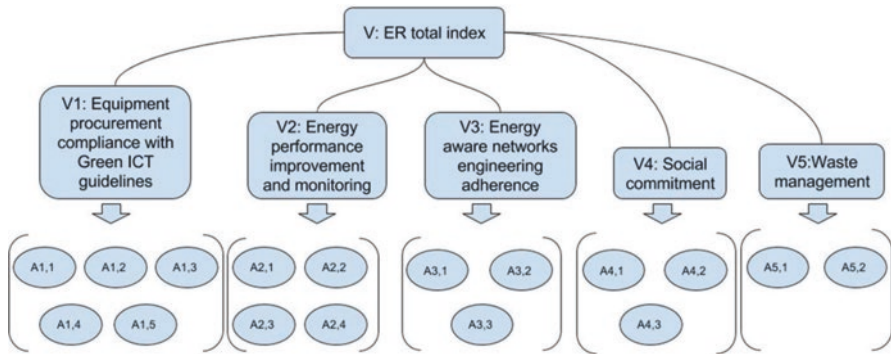 V: ER total index
V1: Equipment
procurement
compliance with
Green ICT
guidelines
V2: Energy
performance
improvement
and monitoring
V3: Energy
aware networks
engineering
adherence
V4: Social
commitment
V5:Waste
management
A1,1 A1,2 A1,3
A1,4 A1,5
A2,1 A2,2
A2,3 A2,4
A3,1 A3,2
A3,3
A4,1 A4,2
A4,3
A5,1 A5,2